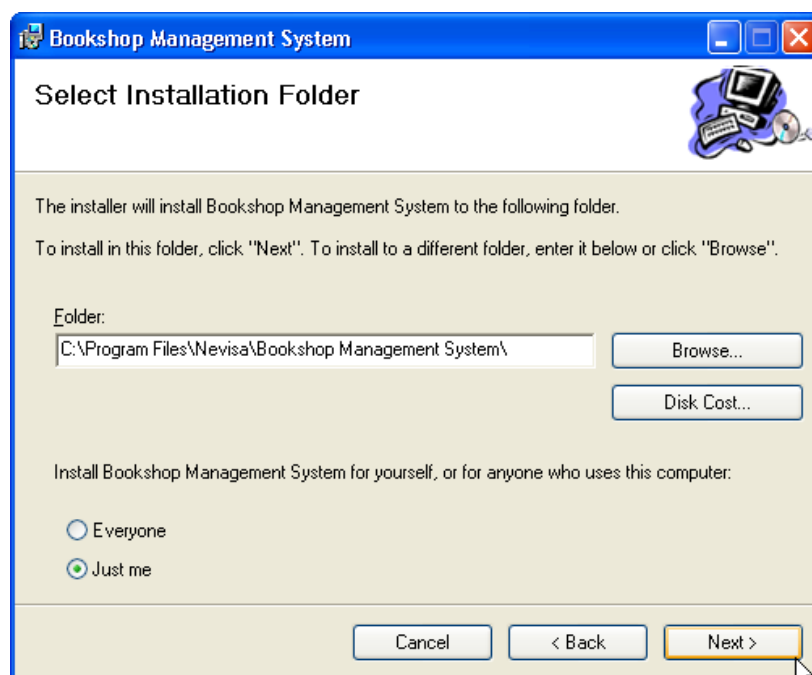 Bookshop Management System
Select Installation Folder
The installer will install Bookshop Management System to the following folder.
To install in this folder, click "Next". To install to a different folder, enter it below or click "Browse".
Folder:
C:\Program Files\Nevisa\Bookshop Management System\
Browse...
Disk Cost...
Install Bookshop Management System for yourself, or for anyone who uses this computer:
Everyone
Just me
Cancel
< Back
Next >